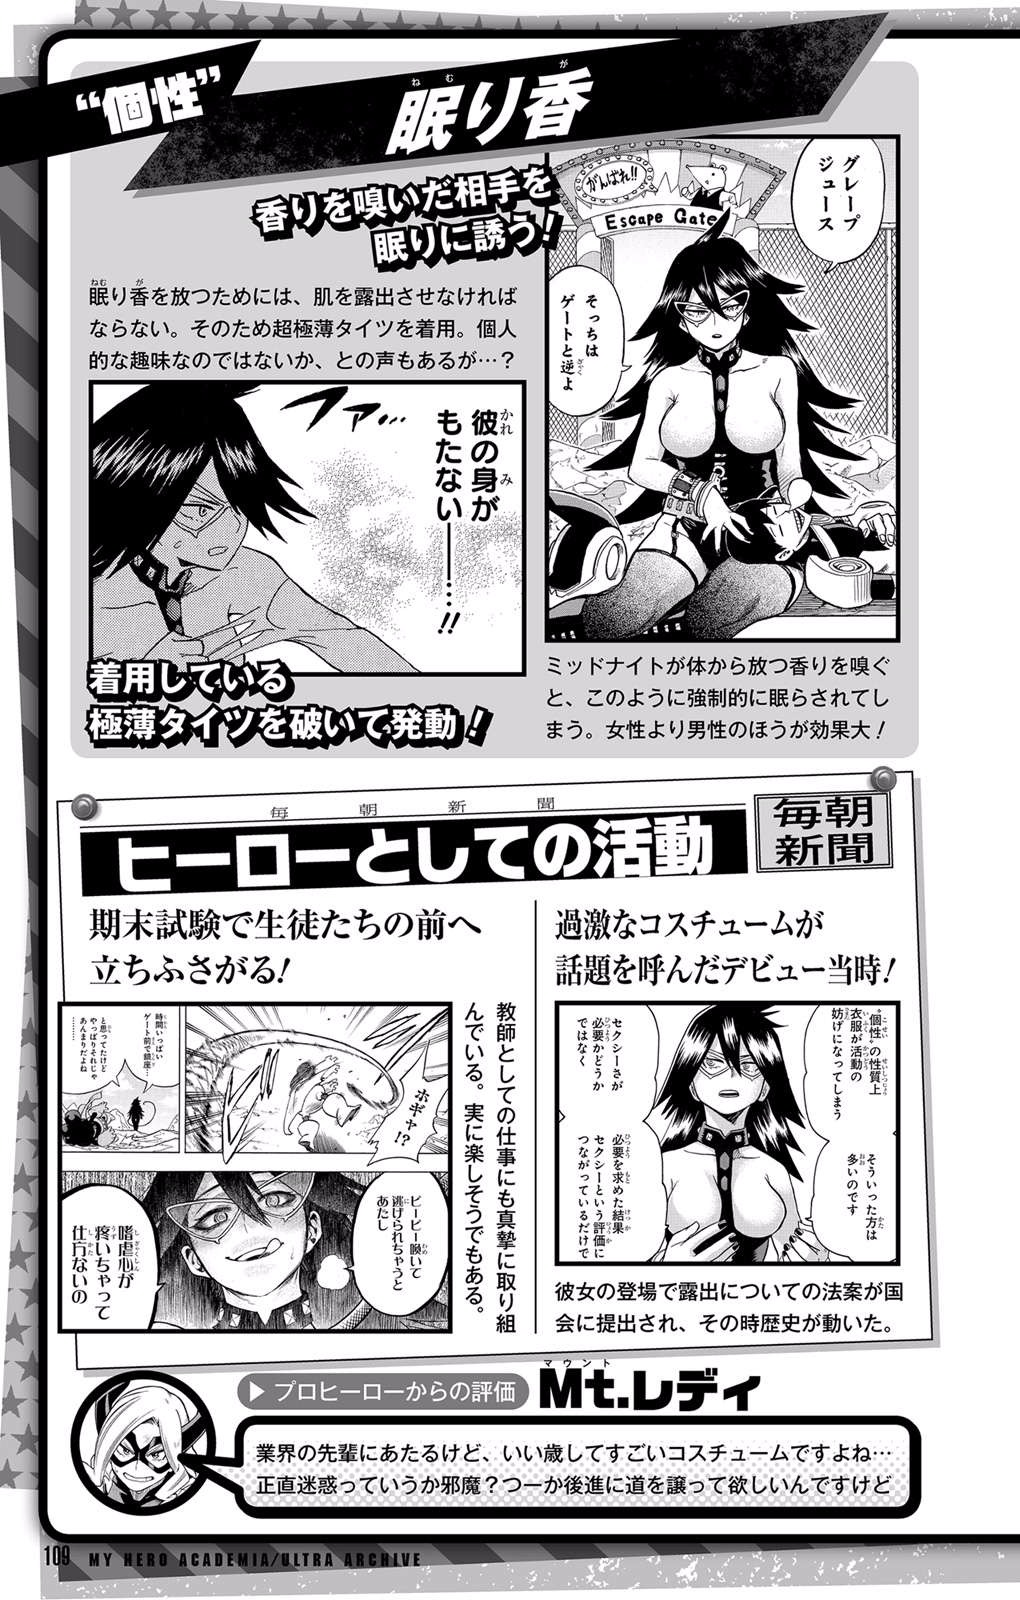 “個性”
眠り香
ねむ が
香りを嗅いだ相手を
眠りに誘う!
眠り香を放つためには、肌を露出させなければ
ならない。そのため超極薄タイツを着用。個人
的な趣味なのではないか、との声もあるが…?
ファ…
彼の身が
もたない
――……!!
着用している
極薄タイツを破いて発動!
グレープ
ジュース
がんばれ!!
Escape Gate
そっちは
ゲートと逆よ
ミッドナイトが体から放つ香りを嗅ぐ
と、このように強制的に眠らされてし
まう。女性より男性のほうが効果大!
毎朝新聞
ヒーローとしての活動
毎朝
新聞
期末試験で生徒たちの前へ
立ちふさがる!
時間いっぱい
ゲート前で鎮座…
と思ってたけど
やっぱりそれじゃ
あんまりだよね
………
ホギャ!?
ピーピー喚いて
逃げられちゃうと
あたし
嗜虐心が
疼いちゃって
仕方ないの
教師としての仕事にも真摯に取り組
んでいる。実に楽しそうでもある。
過激なコスチュームが
話題を呼んだデビュー当時!
“個性”の性質上
衣服が活動の
妨げになってしまう
そういった方は
多いのです
セクシーさが
必要かどうか
ではなく
必要を求めた結果
セクシーという評価に
つながっているだけで
彼女の登場で露出についての法案が国
会に提出され、その時歴史が動いた。
▶プロヒーローからの評価
マウント
Mt.レディ
業界の先輩にあたるけど、いい歳してすごいコスチュームですよね…
正直迷惑っていうか邪魔?つーか後進に道を譲って欲しいんですけど
109 MY HERO ACADEMIA/ULTRA ARCHIVE